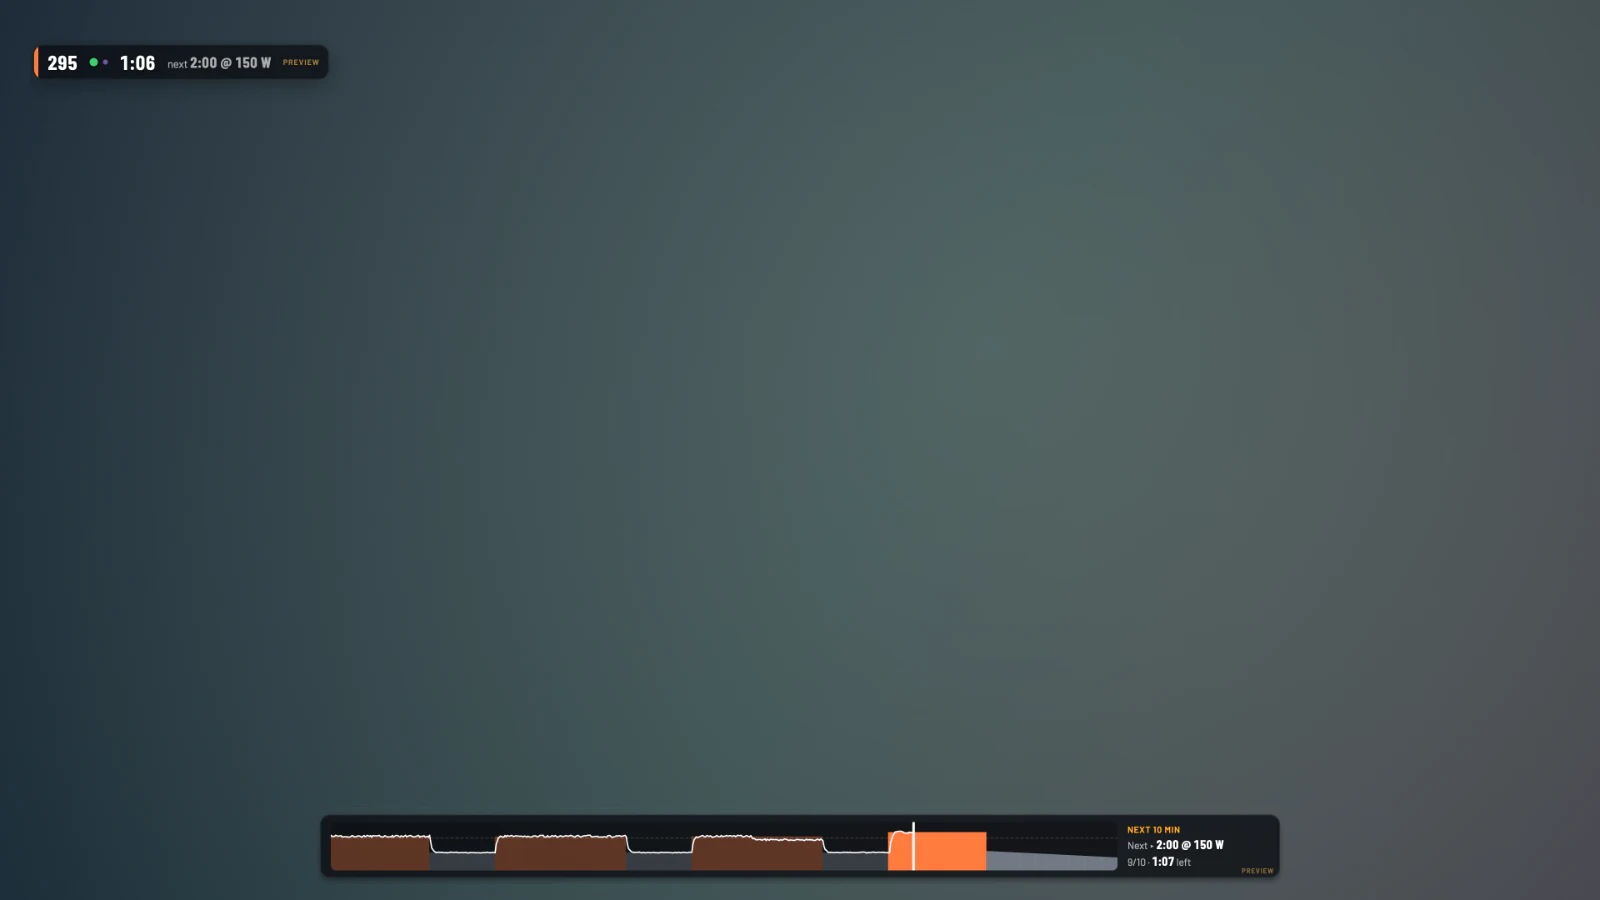 295 1:06 next 2:00 @ 150 W PREVIEW
NEXT 10 MIN
Next • 2:00 @ 150 W
9/10 · 1:07 left
PREVIEW